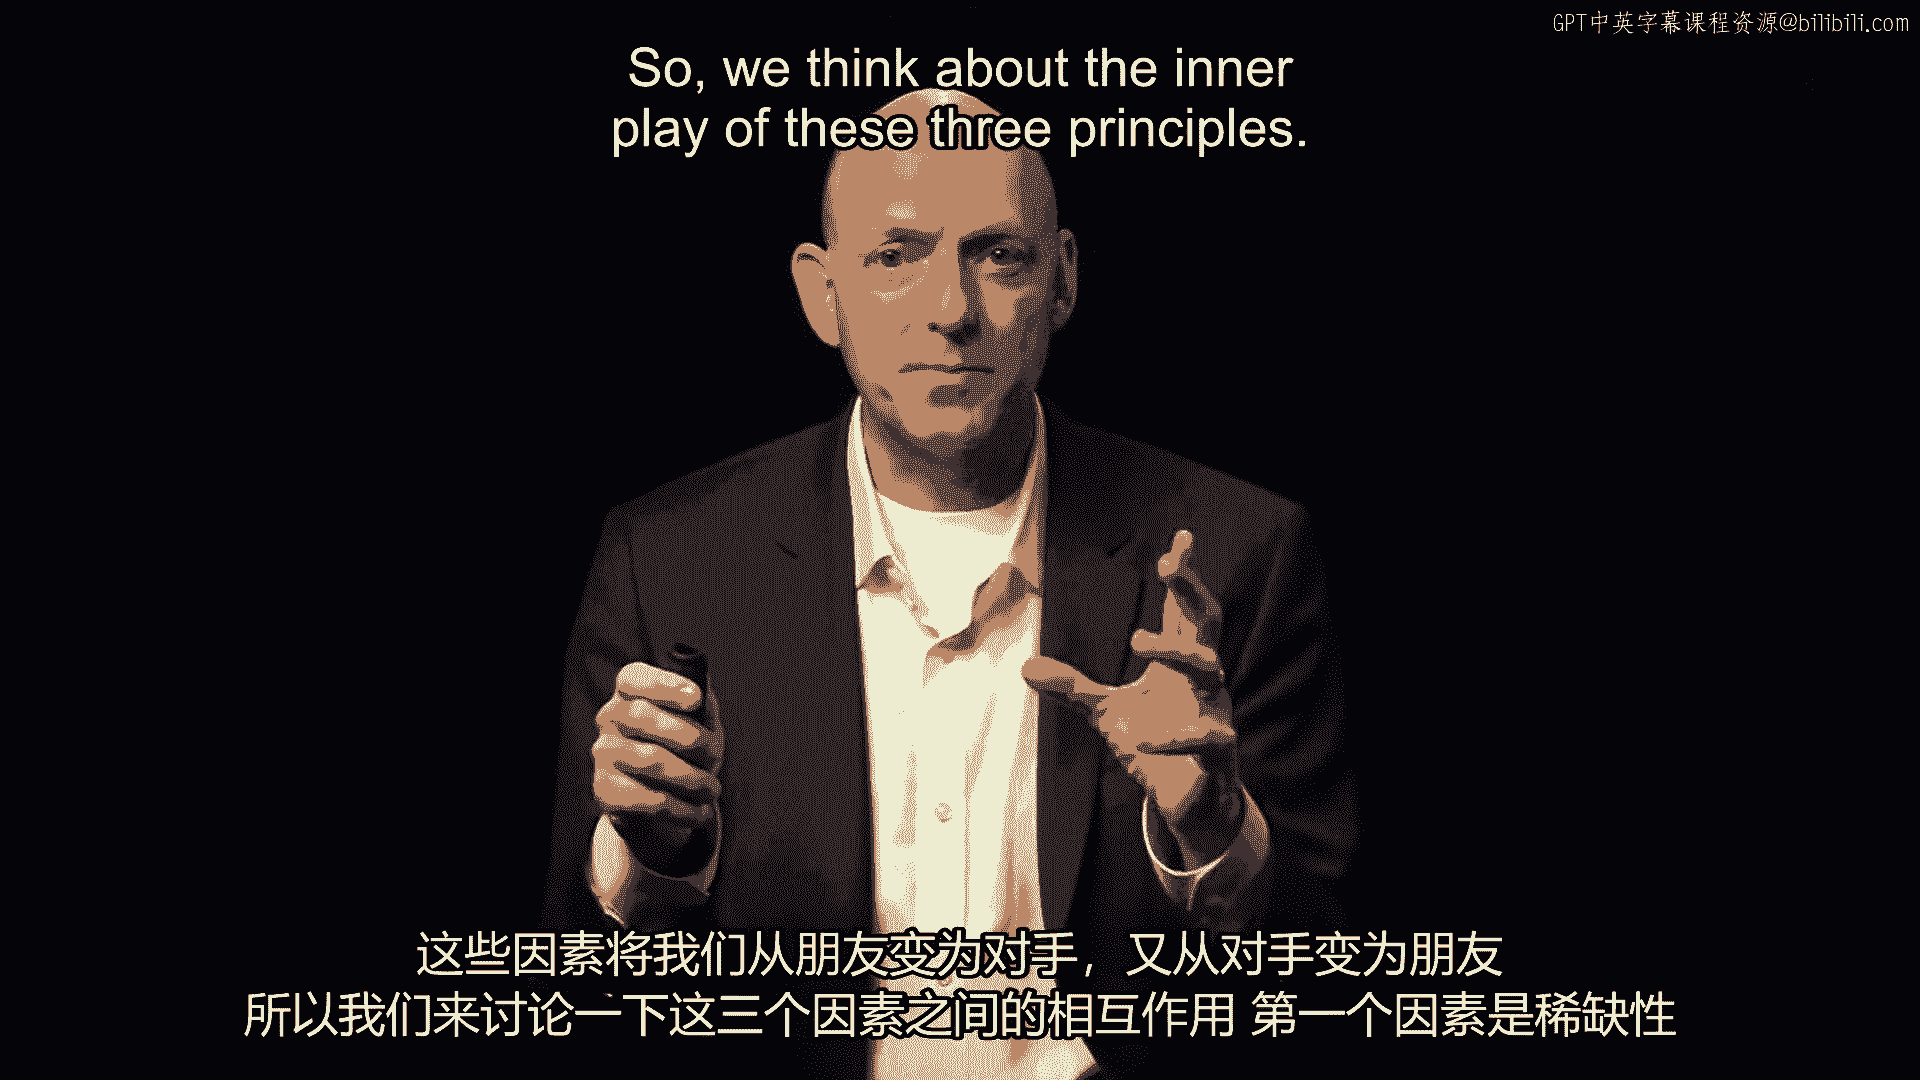 GPT中英字幕课程资源@bilibili.com
So, we think about the inner
play of these three principles.
这些因素将我们从朋友变为对手，又从对手变为朋友
所以我们来讨论一下这三个因素之间的相互作用 第一个因素是稀缺性